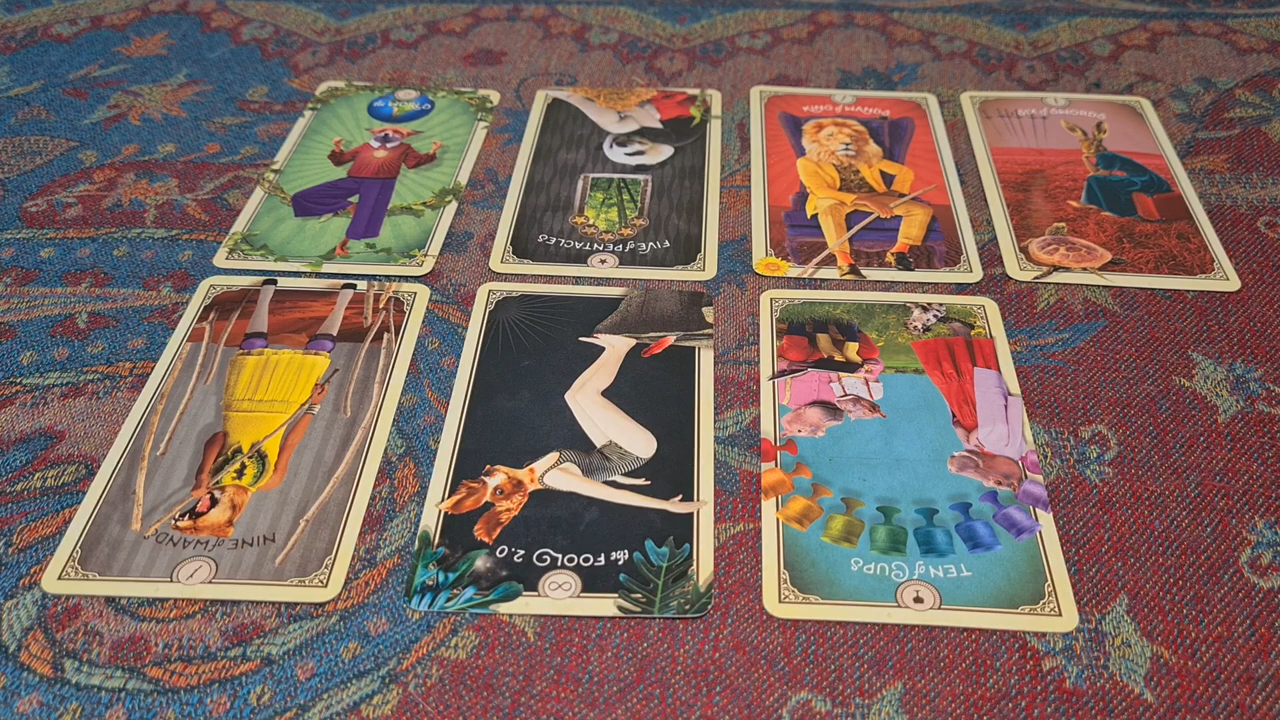 the WORLD
FIVE of PENTACLES
KING of WANDS
SIX of SWORDS
NINE of WANDS
the FOOL 2.0
TEN of CUPS